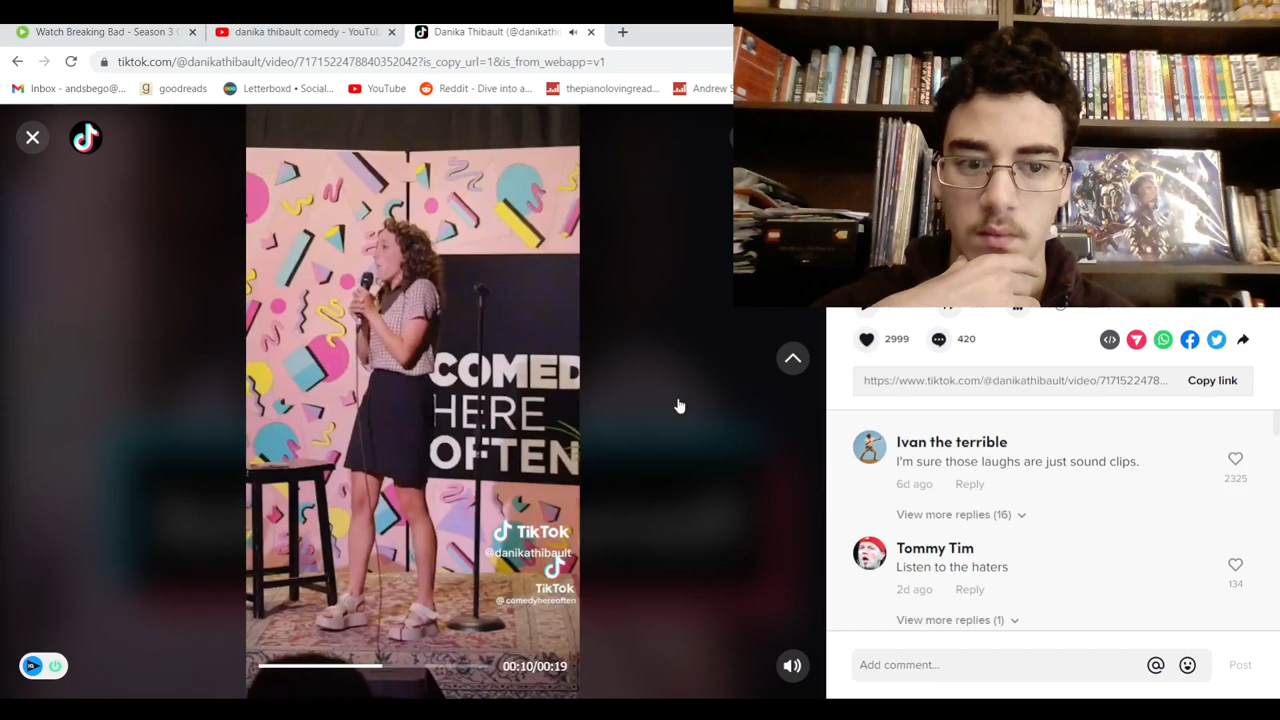 Watch Breaking Bad - Season 3
danika thibault comedy - YouTu
Danika Thibault (@danikath
tiktok.com/@danikathibault/video/7171522478840352042?is_copy_url=1&is_from_webapp=v1
Inbox - andsbego@...
goodreads
Letterboxd • Social...
YouTube
Reddit - Dive into a...
thepianolovingread...
Andrew S
COMED
HERE
OFTEN
TikTok
@danikathibault
TikTok
@comedyhereoften
00:10/00:19
2999
420
https://www.tiktok.com/@danikathibault/video/7171522478...
Copy link
Ivan the terrible
I'm sure those laughs are just sound clips.
6d ago Reply
2325
View more replies (16)
Tommy Tim
Listen to the haters
134
2d ago Reply
View more replies (1)
Add comment...
Post